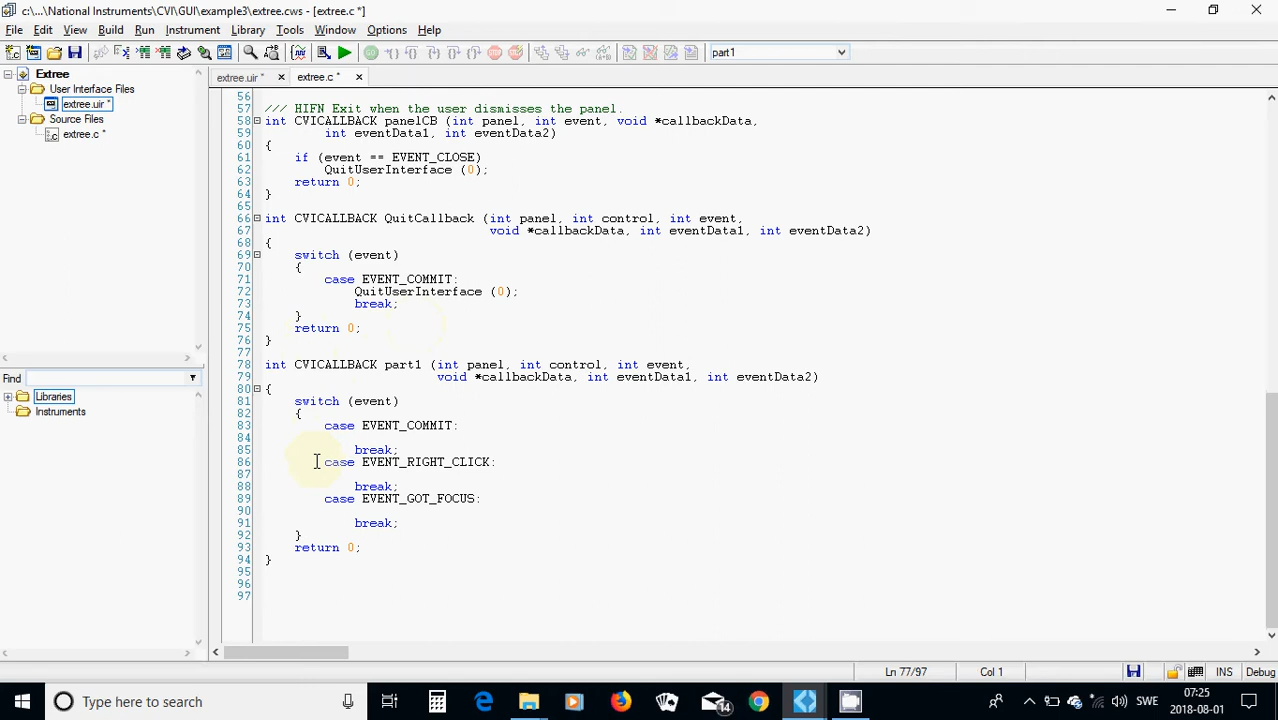 c:\...\National Instruments\CVI\GUI\example3\extree.cws - [extree.c *]
File Edit View Build Run Instrument Library Tools Window Options Help
part1
Extree
User Interface Files
extree.uir *
Source Files
extree.c *
Find
Libraries
Instruments
extree.uir *
extree.c *
56
57 /// HIFN Exit when the user dismisses the panel.
58 int CVICALLBACK panelCB (int panel, int event, void *callbackData,
59 int eventData1, int eventData2)
60 {
61 if (event == EVENT_CLOSE)
62 QuitUserInterface (0);
63 return 0;
64 }
65
66 int CVICALLBACK QuitCallback (int panel, int control, int event,
67 void *callbackData, int eventData1, int eventData2)
68 {
69 switch (event)
70 {
71 case EVENT_COMMIT:
72 QuitUserInterface (0);
73 break;
74 }
75 return 0;
76 }
77
78 int CVICALLBACK part1 (int panel, int control, int event,
79 void *callbackData, int eventData1, int eventData2)
80 {
81 switch (event)
82 {
83 case EVENT_COMMIT:
84
85 break;
86 case EVENT_RIGHT_CLICK:
87
88 break;
89 case EVENT_GOT_FOCUS:
90
91 break;
92 }
93 return 0;
94 }
95
96
97
Ln 77/97 Col 1 INS Debug
Type here to search
14
SWE
07:25
2018-08-01